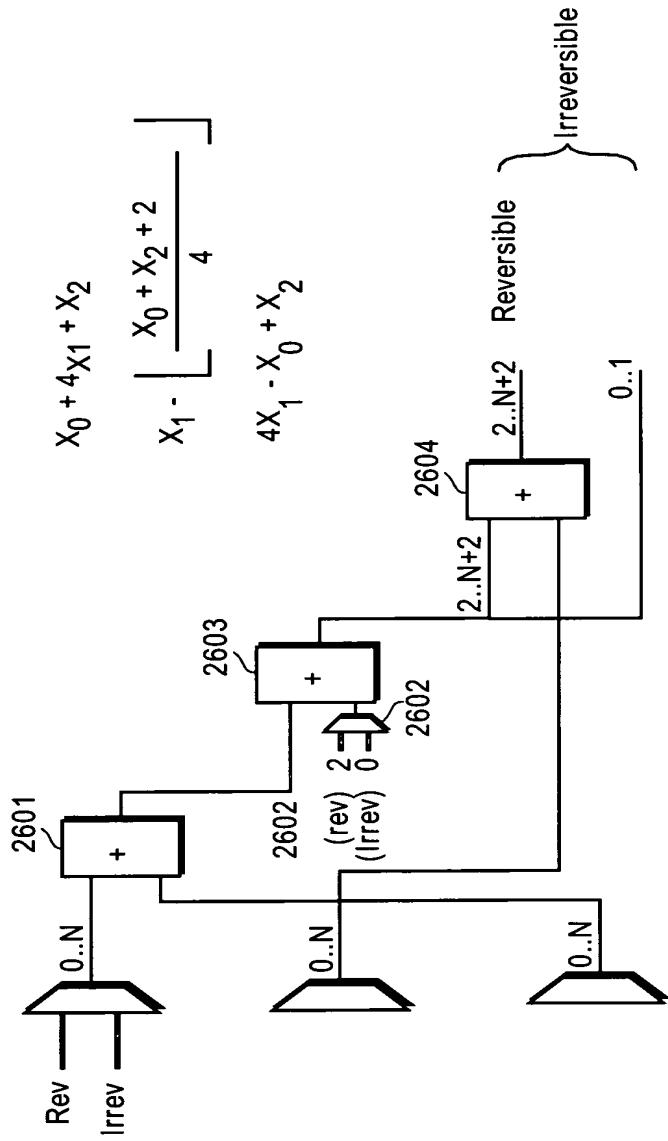 X0 + 4X1 + X2
X1 -
X0 + X2 + 2
4
4X1 - X0 + X2
Rev
Irrev
0..N
0..N
0..N
2601
+
2602
(rev)
(Irrev)
2
0
2602
2603
+
2..N+2
2604
+
2..N+2
0..1
Reversible
Irreversible